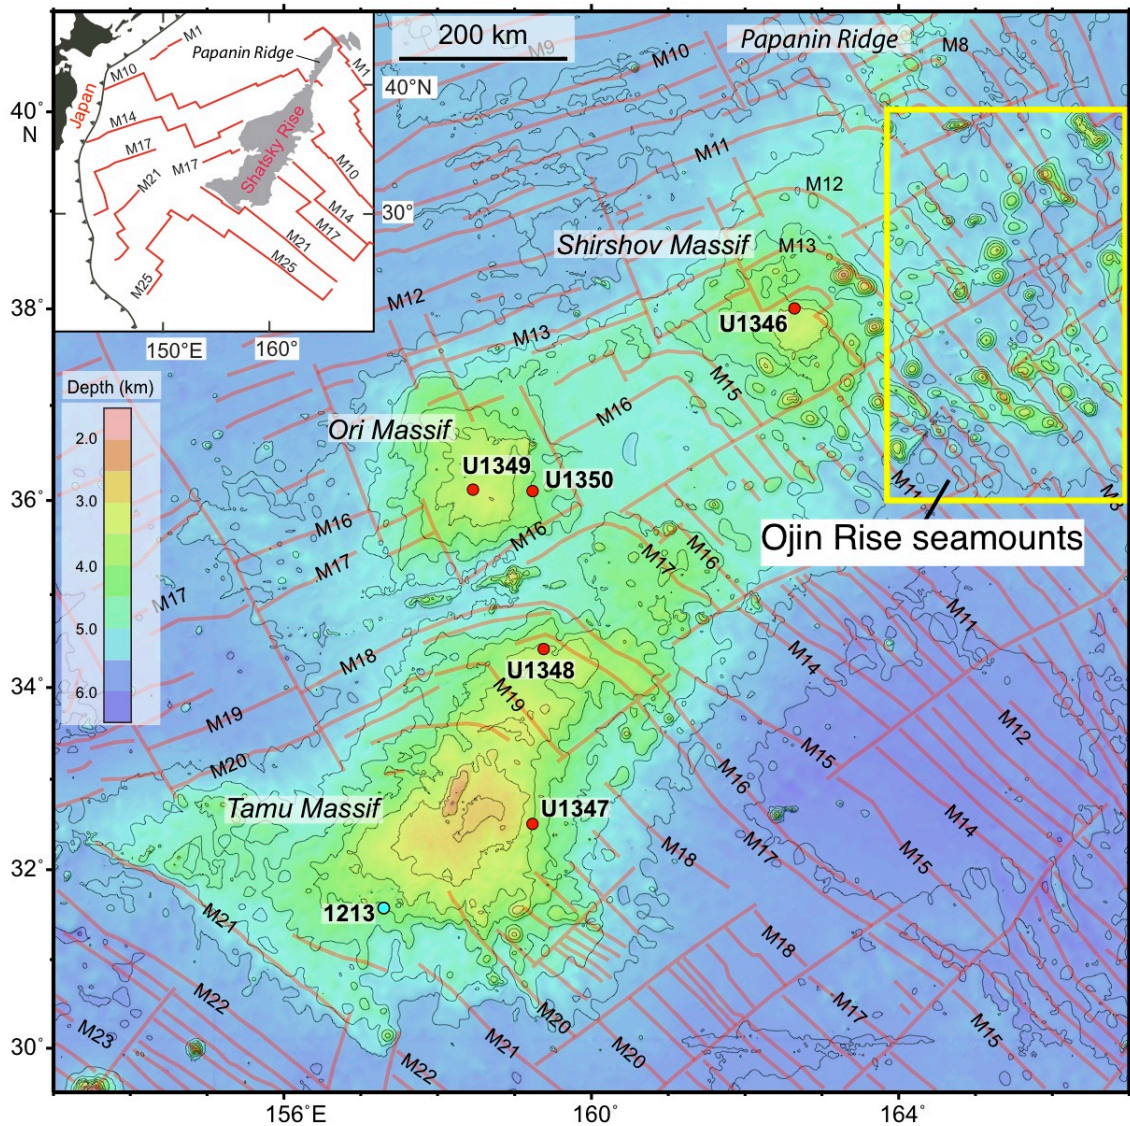 200 km
Papanin Ridge
M9
M10
M8
40°N
M1
Papanin Ridge
M10
M1
Japan
M14
M17
M17
Shatsky Rise
M21
M10
30°
M14
M17
M21
M25
M25
150°E
160°
40°
N
38°
36°
34°
32°
30°
156°E
160°
164°
Depth (km)
2.0
3.0
4.0
5.0
6.0
M11
M12
Shirshov Massif
M13
M12
M13
U1346
M15
M16
Ori Massif
U1349
U1350
M11
Ojin Rise seamounts
M16
M17
M16
M17
M16
M17
M11
M18
U1348
M14
M19
M19
M12
M15
M20
M16
Tamu Massif
U1347
M14
M17
M18
M15
1213
M21
M18
M22
M17
M20
M15
M23
M21
M20
M22